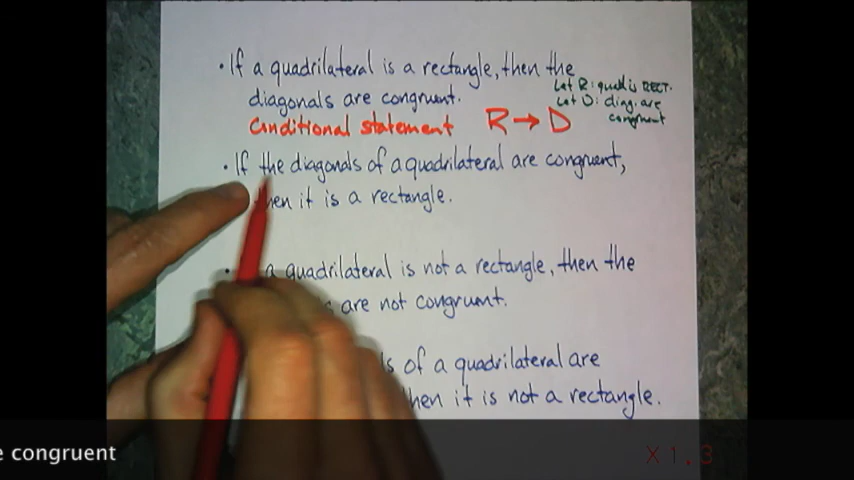 • If a quadrilateral is a rectangle, then the
diagonals are congruent.
Let R: quad is RECT.
Let D: diag. are
congruent
Conditional statement R → D
• If the diagonals of a quadrilateral are congruent,
then it is a rectangle.
• a quadrilateral is not a rectangle, then the
are not congruent.
of a quadrilateral are
then it is not a rectangle.
e congruent
X 1.3